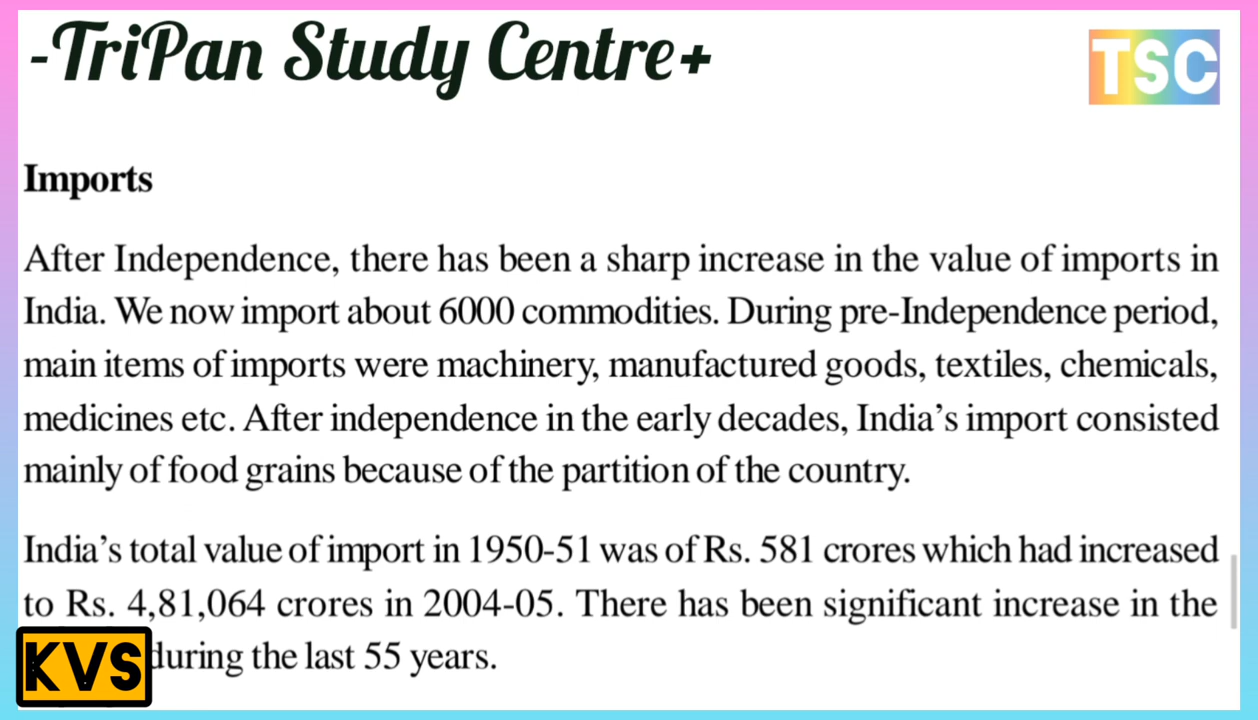 -TriPan Study Centre+
TSC
Imports
After Independence, there has been a sharp increase in the value of imports in
India. We now import about 6000 commodities. During pre-Independence period,
main items of imports were machinery, manufactured goods, textiles, chemicals,
medicines etc. After independence in the early decades, India’s import consisted
mainly of food grains because of the partition of the country.
India’s total value of import in 1950-51 was of Rs. 581 crores which had increased
to Rs. 4,81,064 crores in 2004-05. There has been significant increase in the
KVS during the last 55 years.